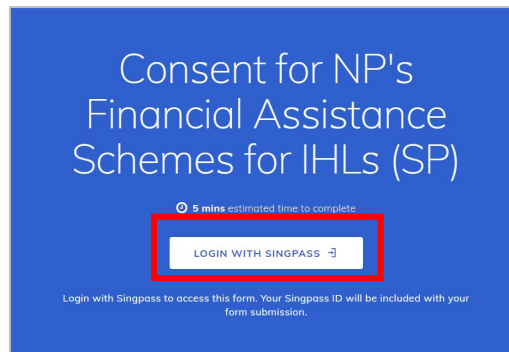 Consent for NP's
Financial Assistance
Schemes for IHLs (SP)
5 mins estimated time to complete
LOGIN WITH SINGPASS
Login with Singpass to access this form. Your Singpass ID will be included with your
form submission.